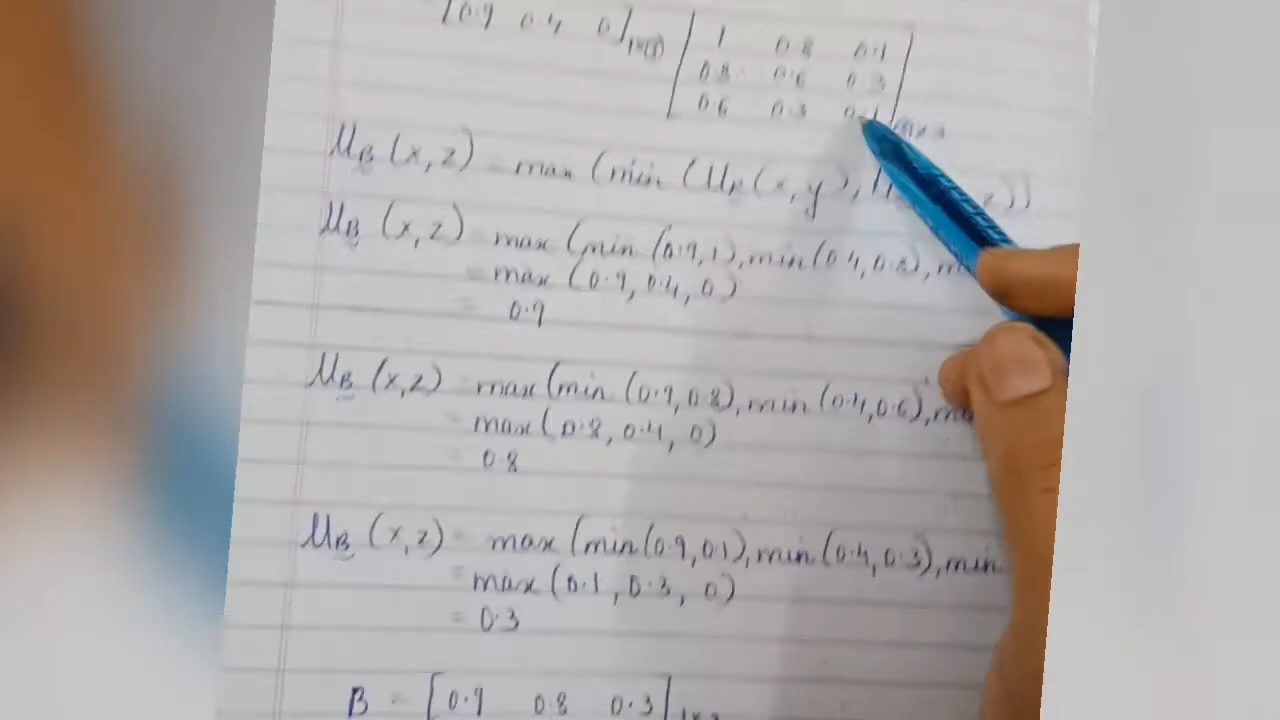 [0.9 0.4 0] 1 0.8 0.1
0.8 0.6 0.3
0.6 0.3 0.1
μB (x, z) = max (min (μR (x, y), z))
μB (x, z) = max (min (0.9, 1), min (0.4, 0.8),
= max (0.9, 0.4, 0)
= 0.9
μB (x, z) = max (min (0.9, 0.8), min (0.4, 0.6),
= max (0.8, 0.4, 0)
= 0.8
μB (x, z) = max (min (0.9, 0.1), min (0.4, 0.3), min
= max (0.1, 0.3, 0)
= 0.3
B = [0.9 0.8 0.3]